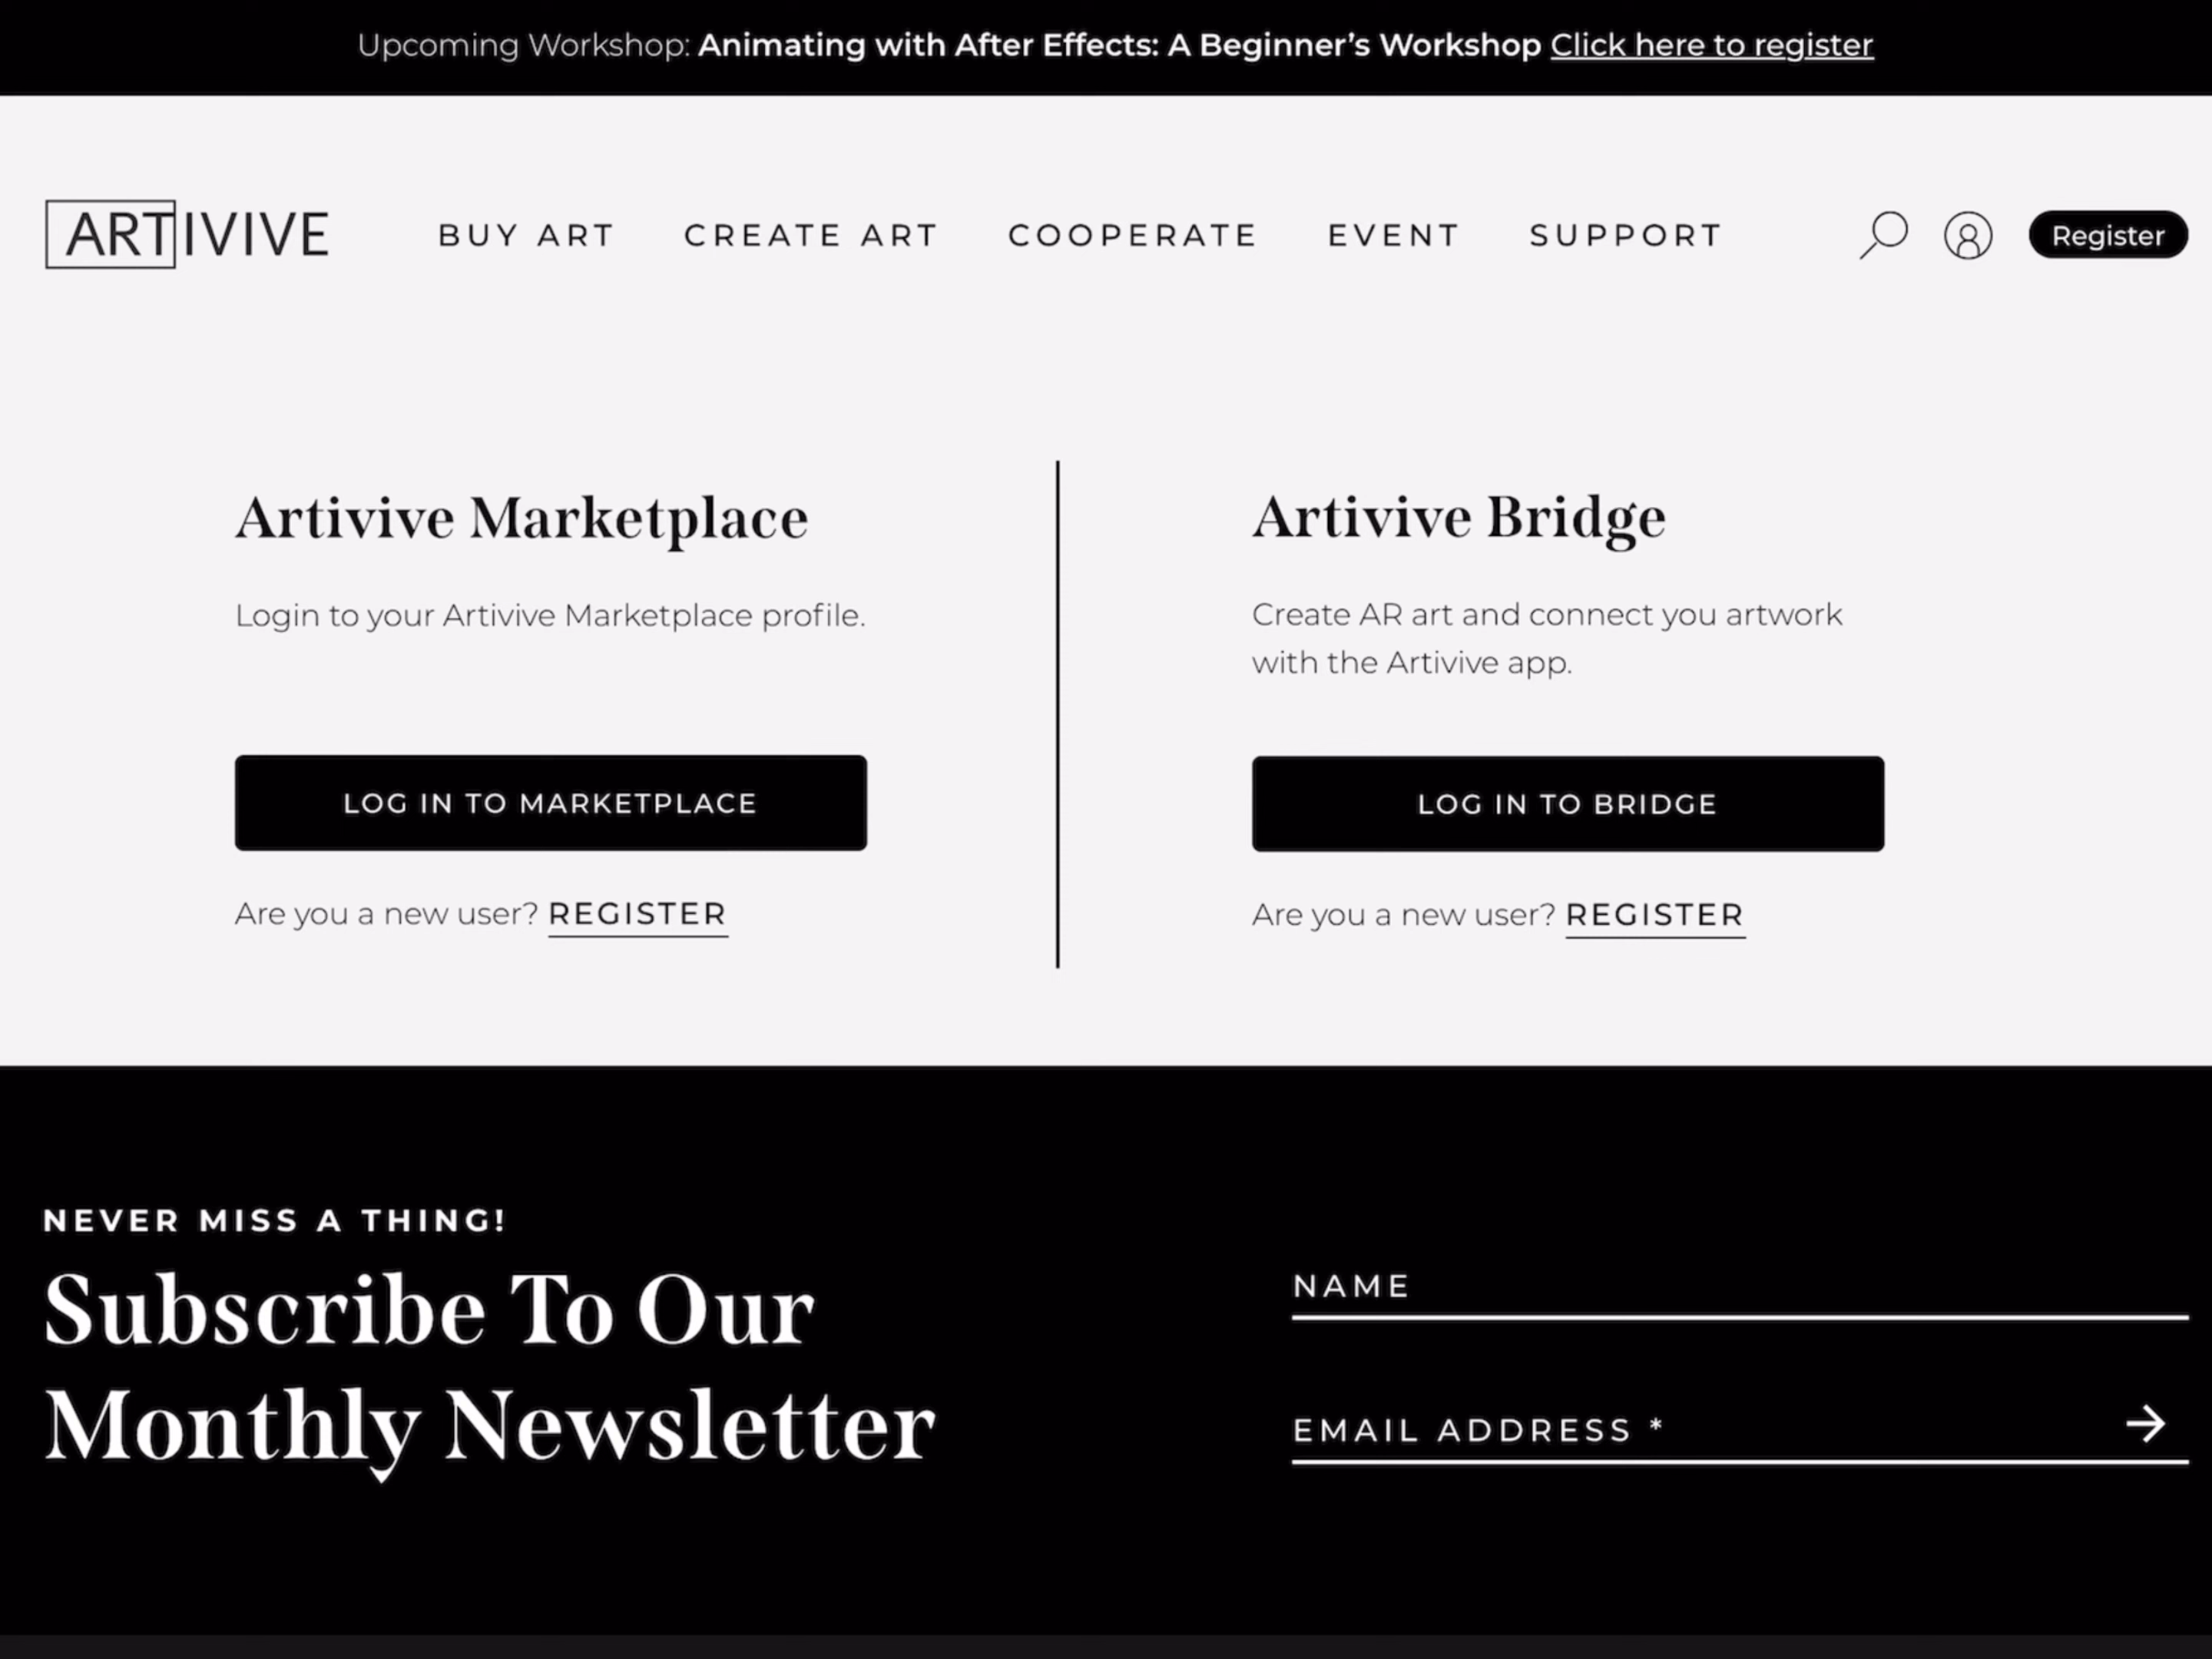 Upcoming Workshop: Animating with After Effects: A Beginner’s Workshop Click here to register
ARTIVIVE
BUY ART
CREATE ART
COOPERATE
EVENT
SUPPORT
Register
Artivive Marketplace
Login to your Artivive Marketplace profile.
LOG IN TO MARKETPLACE
Are you a new user? REGISTER
Artivive Bridge
Create AR art and connect you artwork
with the Artivive app.
LOG IN TO BRIDGE
Are you a new user? REGISTER
NEVER MISS A THING!
Subscribe To Our
Monthly Newsletter
NAME
EMAIL ADDRESS *